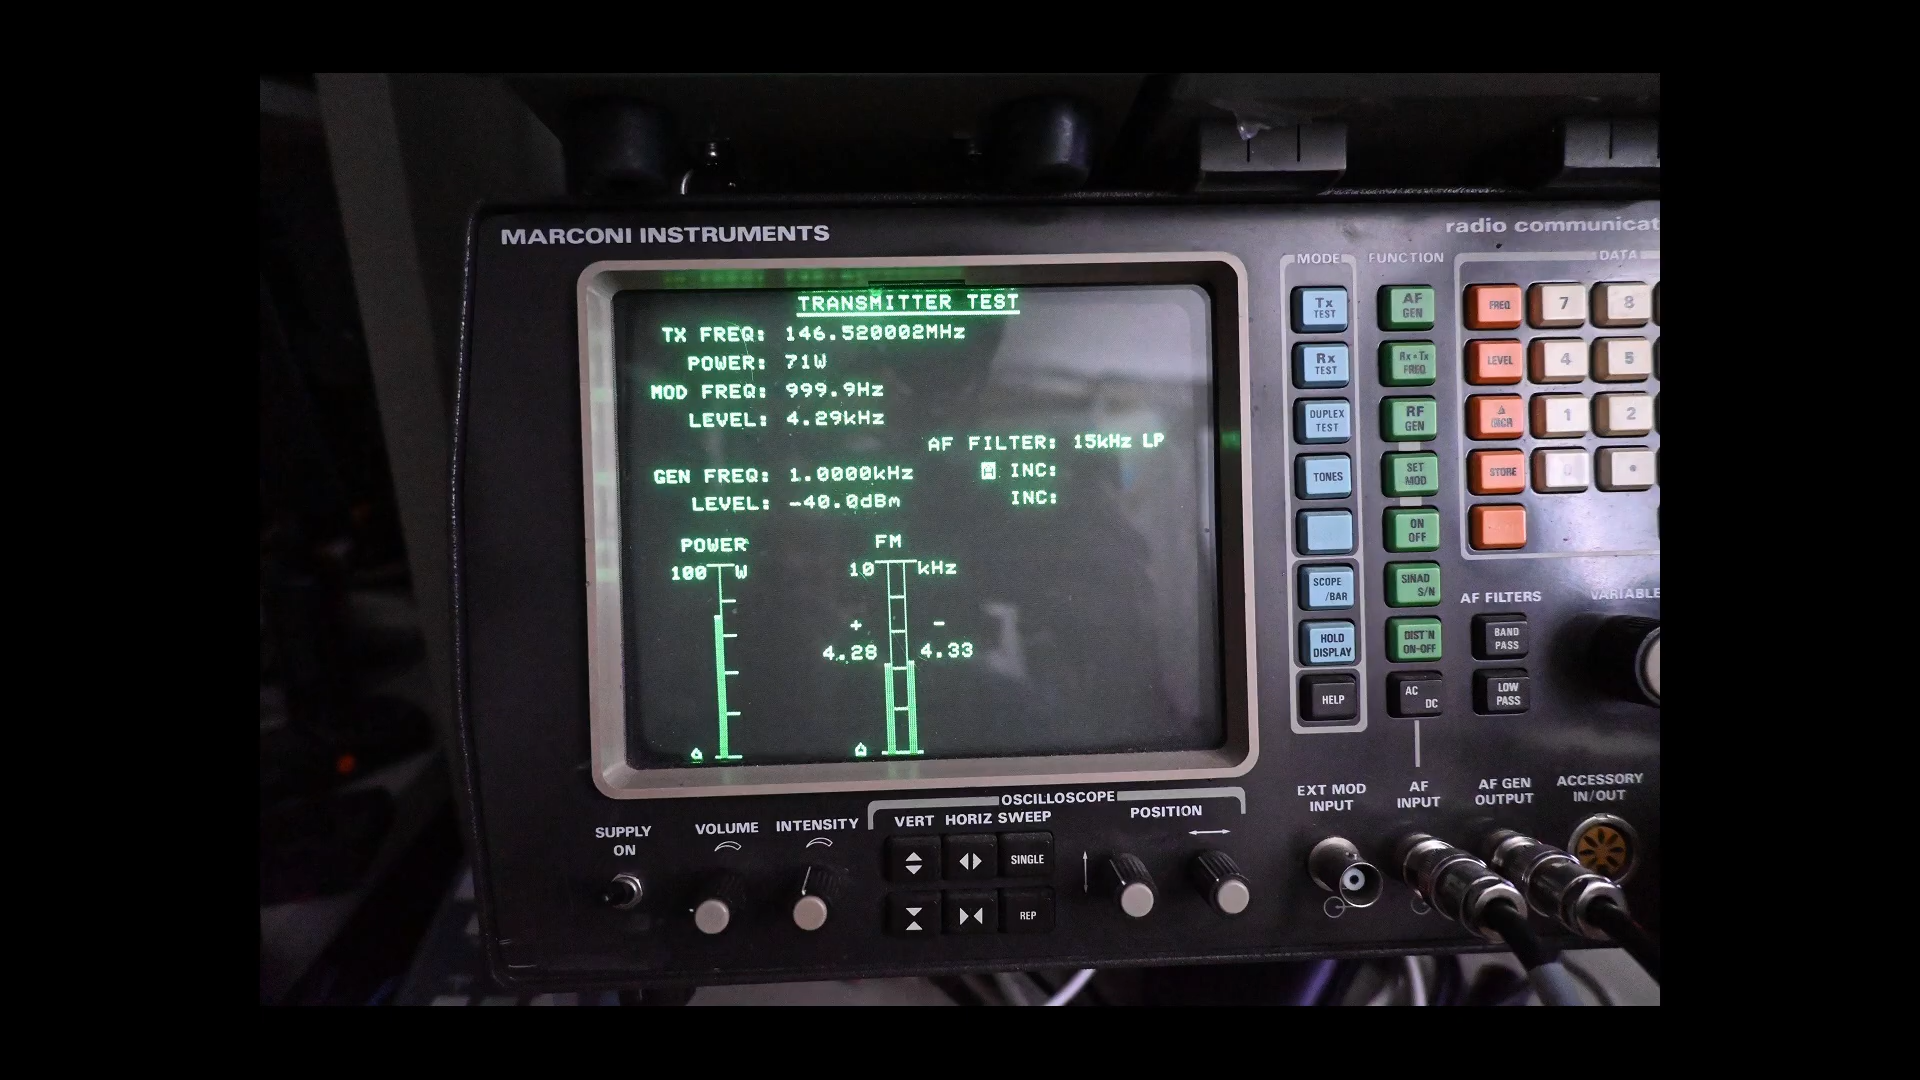 MARCONI INSTRUMENTS
radio communicat
TRANSMITTER TEST
TX FREQ: 146.520002MHz
POWER: 71W
MOD FREQ: 999.9Hz
LEVEL: 4.29kHz
AF FILTER: 15kHz LP
GEN FREQ: 1.0000kHz
INC:
LEVEL: -40.0dBm
INC:
POWER
100 W
FM
10 kHz
+ -
4.28 4.33
MODE
Tx TEST
Rx TEST
DUPLEX TEST
TONES
SCOPE /BAR
HOLD DISPLAY
HELP
FUNCTION
AF GEN
Rx=Tx FREQ
RF GEN
SET MOD
ON OFF
SINAD S/N
DIST'N ON-OFF
AC DC
DATA
FREQ 7 8
LEVEL 4 5
Δ INCR 1 2
STORE 0 •
AF FILTERS
VARIABLE
BAND PASS
LOW PASS
SUPPLY ON
VOLUME
INTENSITY
OSCILLOSCOPE
VERT HORIZ SWEEP
POSITION
SINGLE
REP
EXT MOD INPUT
AF INPUT
AF GEN OUTPUT
ACCESSORY IN/OUT